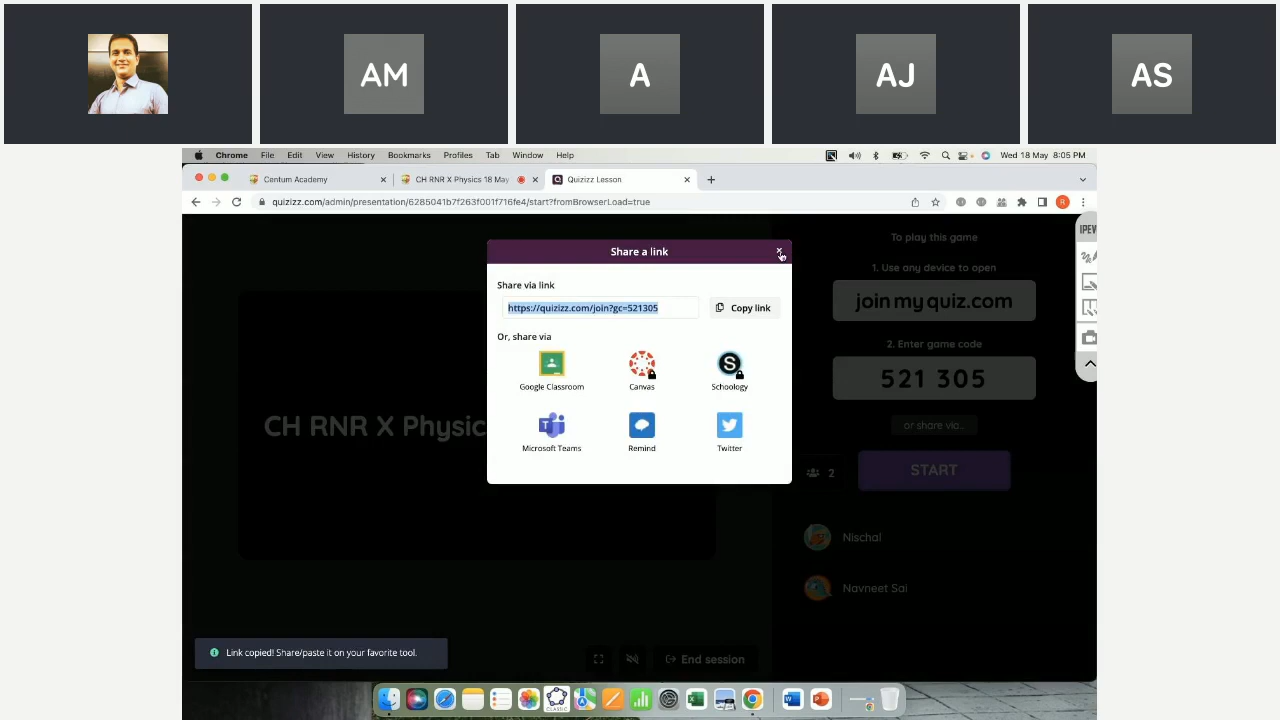 AM
A
AJ
AS
Chrome File Edit View History Bookmarks Profiles Tab Window Help
Wed 18 May 8:05 PM
Centum Academy
CH RNR X Physics 18 May
Quizizz Lesson
quizizz.com/admin/presentation/6285041b7f263f001f716fe4/start?fromBrowserLoad=true
R
IPEV
Share a link
Share via link
https://quizizz.com/join?gc=521305
Copy link
Or, share via
Google Classroom
Canvas
Schoology
Microsoft Teams
Remind
Twitter
CH RNR X Physics
To play this game
1. Use any device to open
joinmyquiz.com
2. Enter game code
521 305
or share via..
2
START
Nischal
Navneet Sai
Link copied! Share/paste it on your favorite tool.
End session
CLASSIC